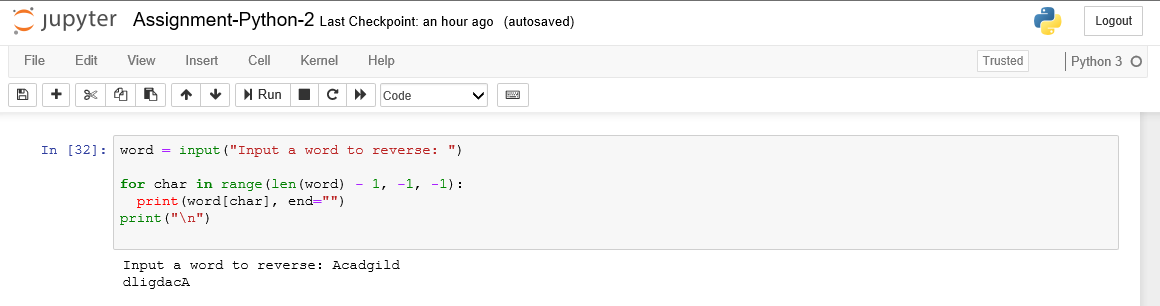 jupyter Assignment-Python-2 Last Checkpoint: an hour ago (autosaved) Logout
File Edit View Insert Cell Kernel Help Trusted Python 3
Run Code
In [32]: word = input("Input a word to reverse: ")
for char in range(len(word) - 1, -1, -1):
print(word[char], end="")
print("\n")
Input a word to reverse: Acadgild
dligdacA